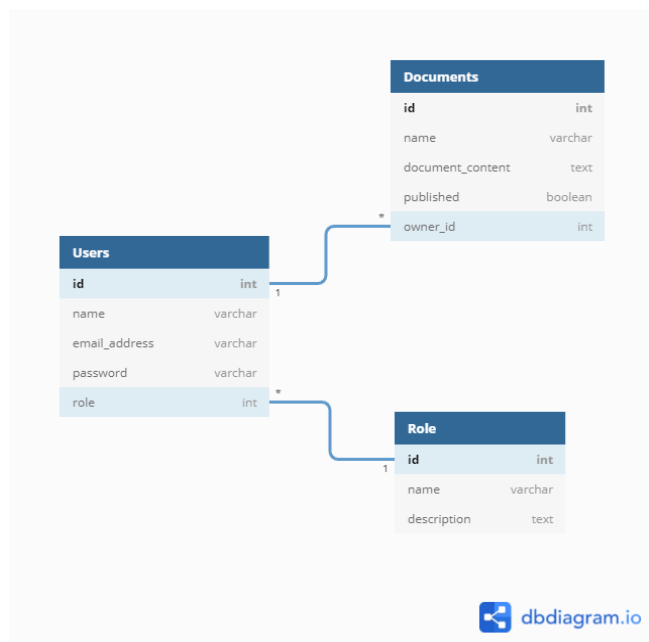 Documents
id int
name varchar
document_content text
published boolean
* owner_id int
Users
id int
1
name varchar
email_address varchar
password varchar
role int *
Role
1 id int
name varchar
description text
dbdiagram.io